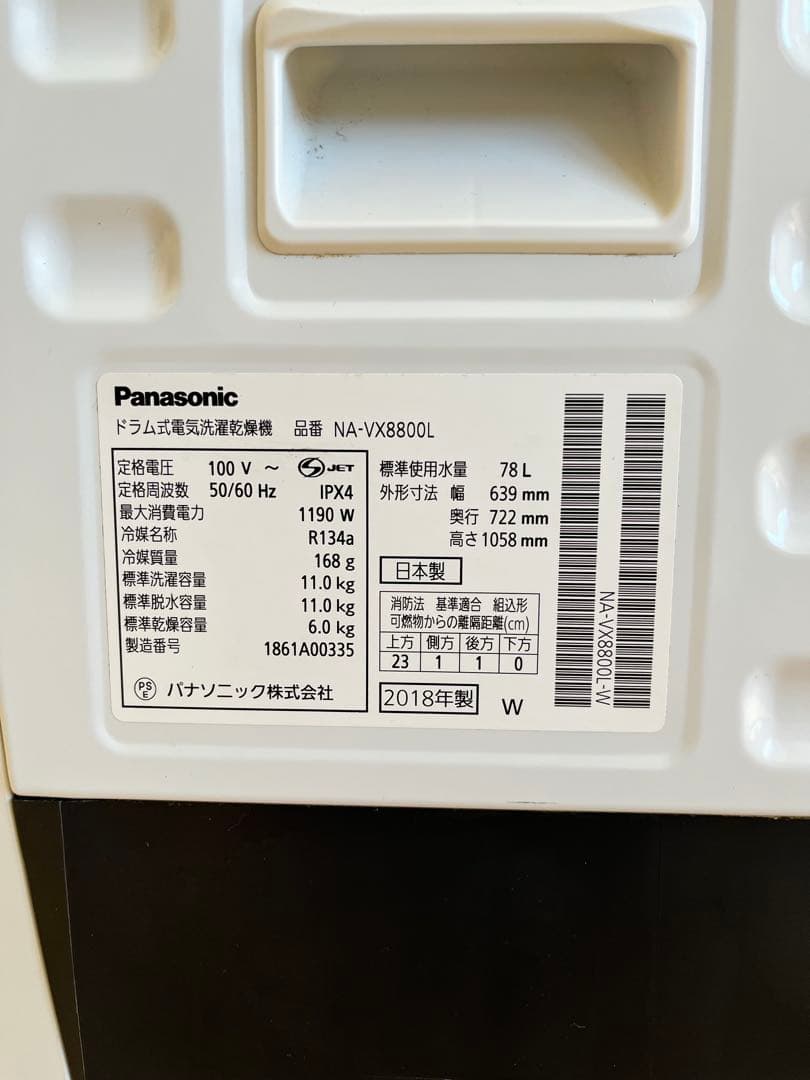 Panasonic
ドラム式電気洗濯乾燥機 品番 NA-VX8800L
定格電圧 100 V ～ S JET
定格周波数 50/60 Hz IPX4
最大消費電力 1190 W
冷媒名称 R134a
冷媒質量 168 g
標準洗濯容量 11.0 kg
標準脱水容量 11.0 kg
標準乾燥容量 6.0 kg
製造番号 1861A00335
PS E パナソニック株式会社
標準使用水量 78 L
外形寸法 幅 639 mm
奥行 722 mm
高さ 1058 mm
日本製
消防法 基準適合 組込形
可燃物からの離隔距離(cm)
上方 側方 後方 下方
23 1 1 0
2018年製 W
NA-VX8800L-W